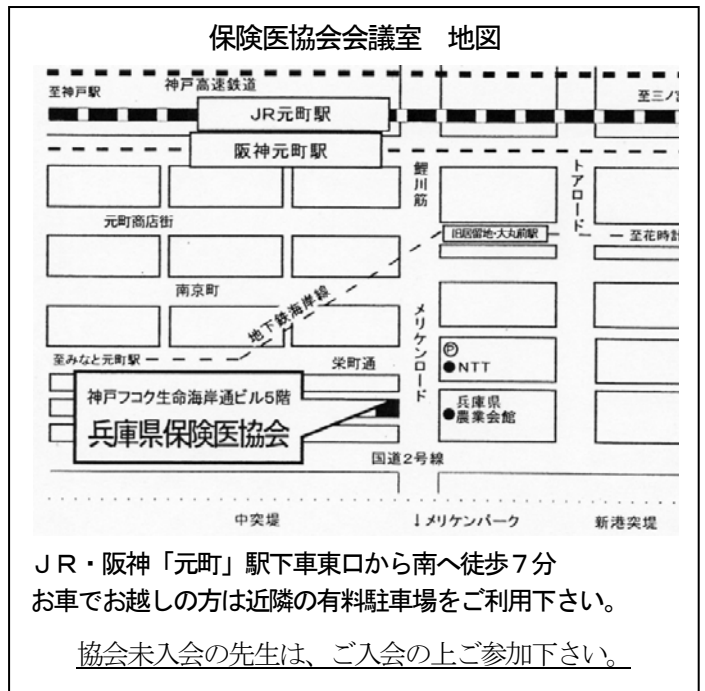 保険医協会会議室　地図
至神戸駅
神戸高速鉄道
至三ノ
JR元町駅
阪神元町駅
鯉川筋
トアロード
元町商店街
旧居留地・大丸前駅
至花時計
南京町
地下鉄海岸線
メリケンロード
至みなと元町駅
栄町通
Ⓟ
●NTT
神戸フコク生命海岸通ビル5階
兵庫県保険医協会
兵庫県
●農業会館
国道2号線
中突堤
↓メリケンパーク
新港突堤
ＪＲ・阪神「元町」駅下車東口から南へ徒歩７分
お車でお越しの方は近隣の有料駐車場をご利用下さい。
協会未入会の先生は、ご入会の上ご参加下さい。